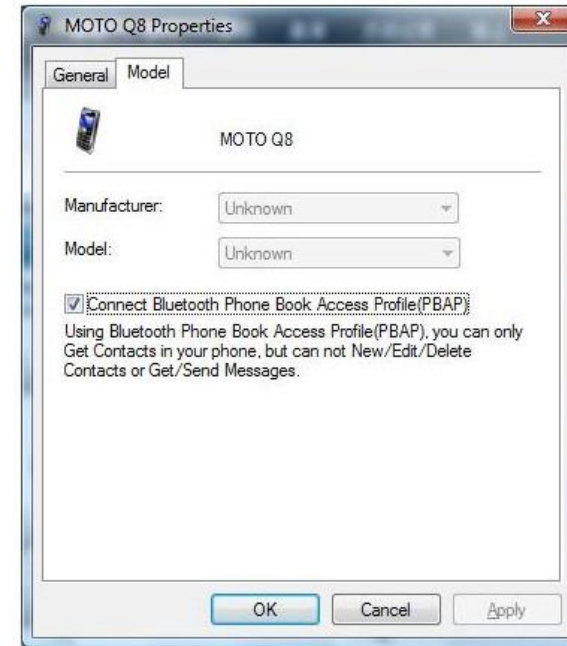 MOTO Q8 Properties
General Model
MOTO Q8
Manufacturer: Unknown
Model: Unknown
Connect Bluetooth Phone Book Access Profile(PBAP)
Using Bluetooth Phone Book Access Profile(PBAP), you can only
Get Contacts in your phone, but can not New/Edit/Delete
Contacts or Get/Send Messages.
OK Cancel Apply